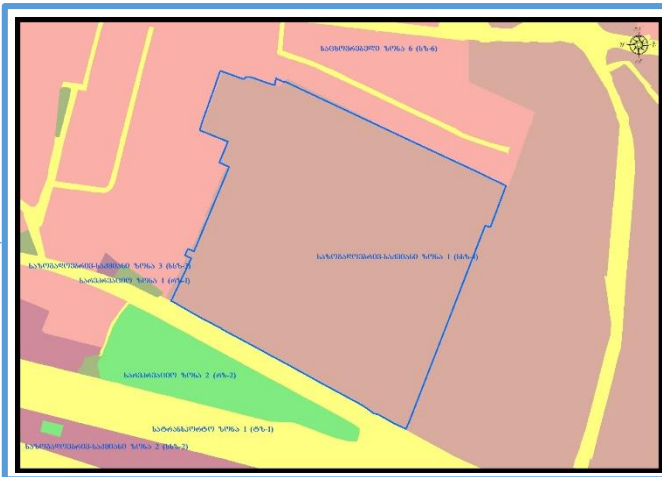 საცხოვრებელი ზონა 6 (სზ-6)
საზოგადოებრივ-საქმიანი ზონა 1 (სსზ-1)
საზოგადოებრივ-საქმიანი ზონა 3 (სსზ-3)
სარეკრეაციო ზონა 1 (რზ-1)
სარეკრეაციო ზონა 2 (რზ-2)
სატრანსპორტო ზონა 1 (ტზ-1)
საზოგადოებრივ-საქმიანი ზონა 2 (სსზ-2)